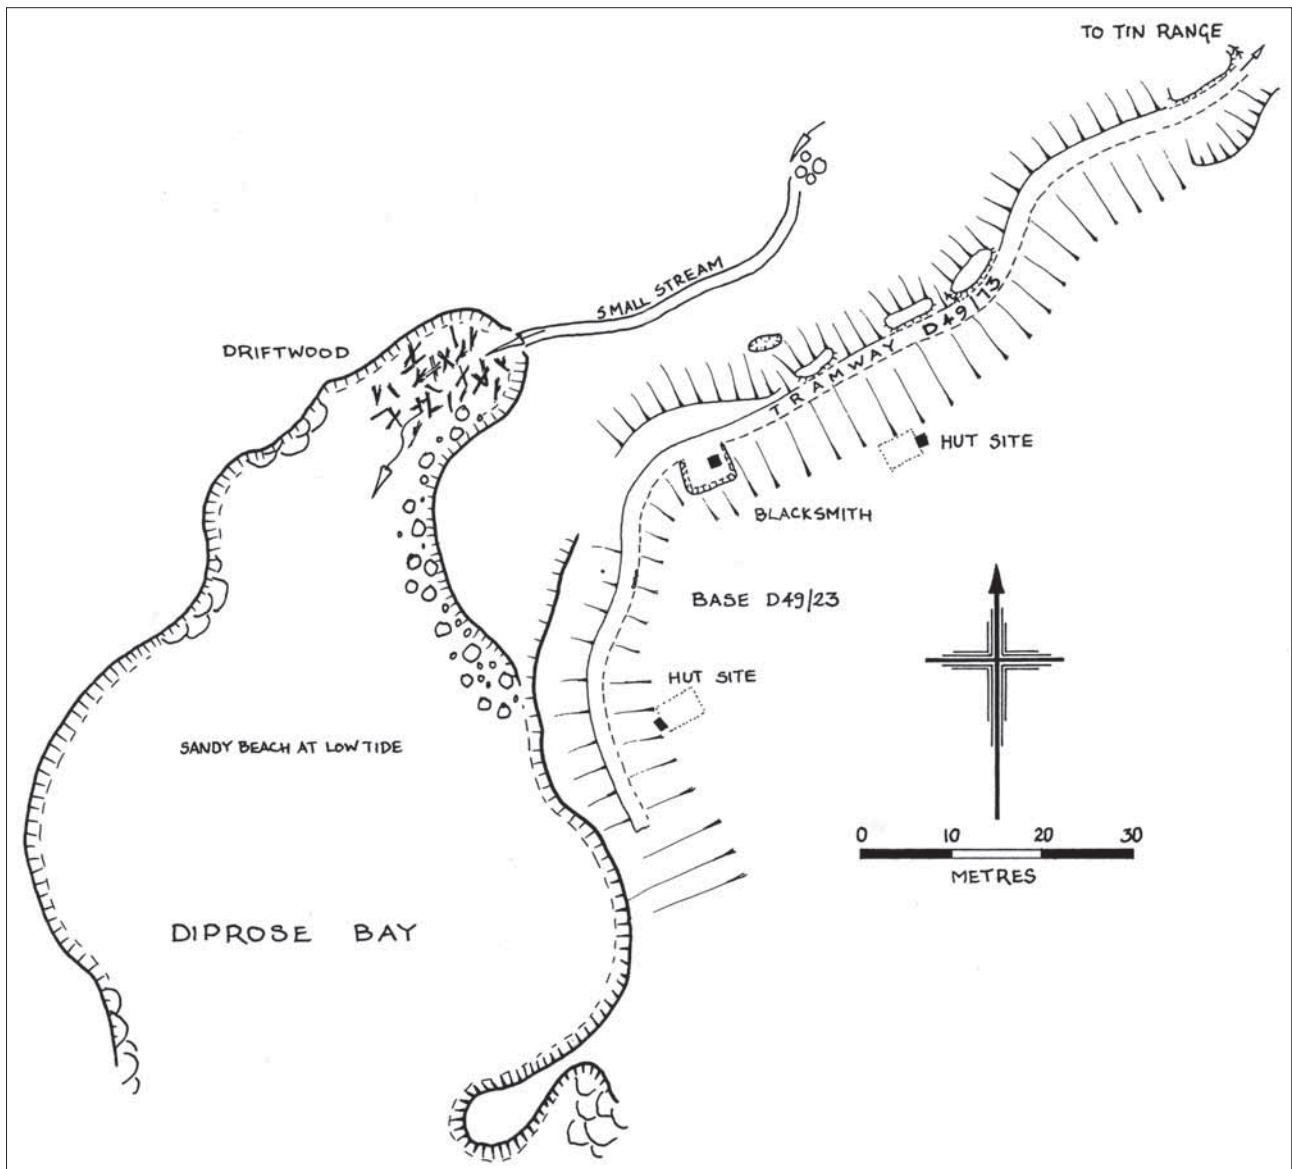 TO TIN RANGE
SMALL STREAM
DRIFTWOOD
TRAMWAY D49/73
HUT SITE
BLACKSMITH
BASE D49/23
HUT SITE
SANDY BEACH AT LOW TIDE
0 10 20 30
METRES
DIPROSE BAY